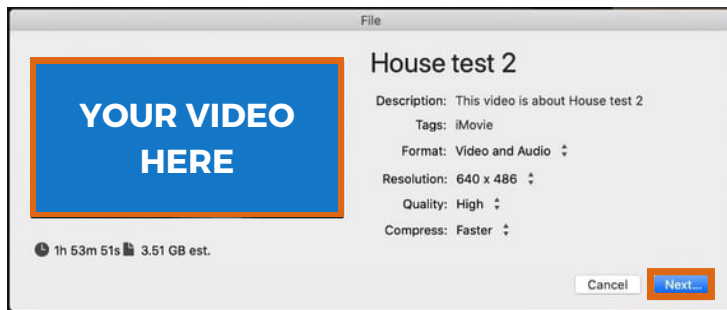 File
YOUR VIDEO
HERE
1h 53m 51s 3.51 GB est.
House test 2
Description: This video is about House test 2
Tags: iMovie
Format: Video and Audio
Resolution: 640 x 486
Quality: High
Compress: Faster
Cancel
Next...